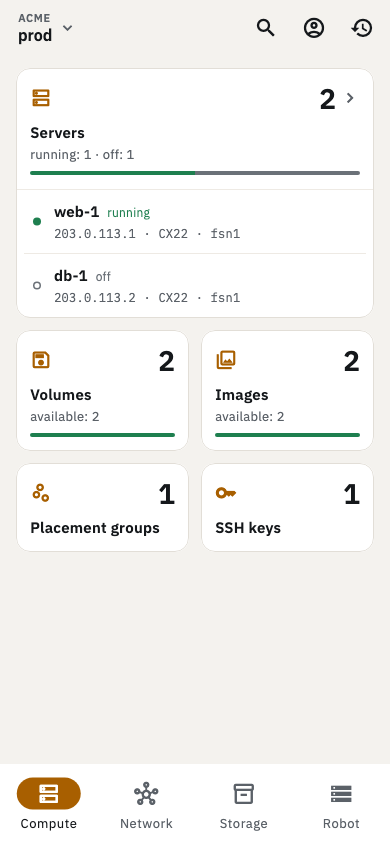 ACME
prod
2
Servers
running: 1 · off: 1
web-1 running
203.0.113.1 · CX22 · fsn1
db-1 off
203.0.113.2 · CX22 · fsn1
2
Volumes
available: 2
2
Images
available: 2
1
Placement groups
1
SSH keys
Compute
Network
Storage
Robot